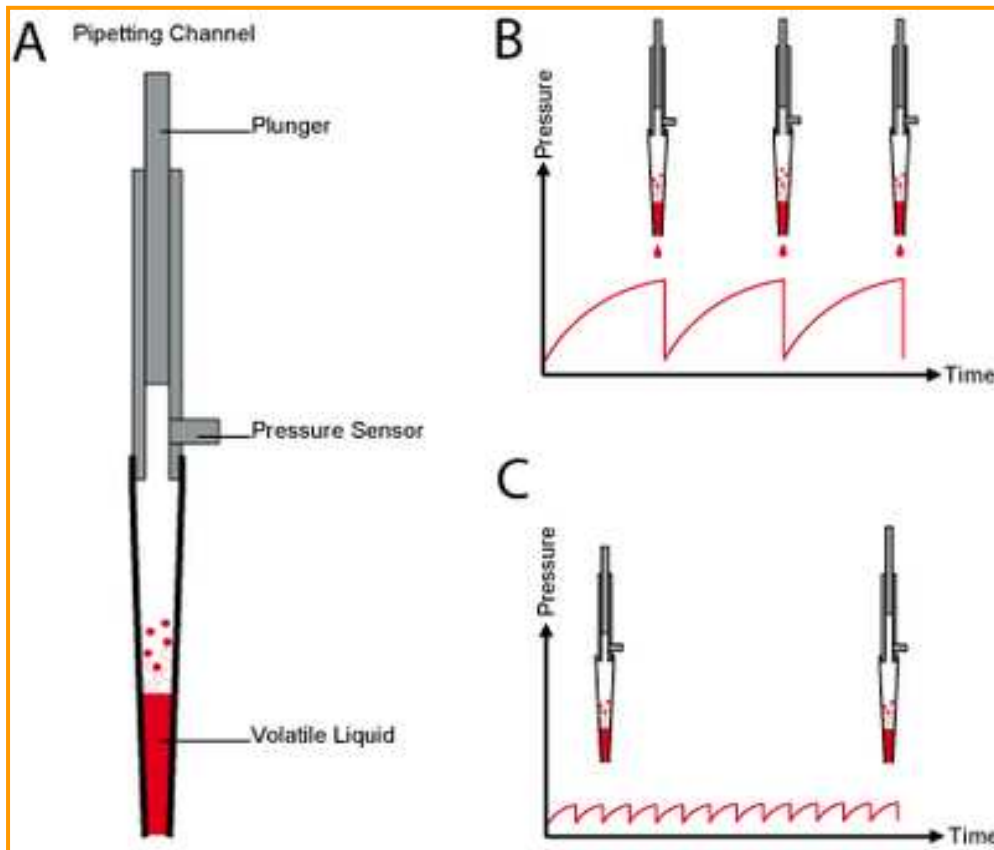 A
Pipetting Channel
Plunger
Pressure Sensor
Volatile Liquid
B
Pressure
Time
C
Pressure
Time